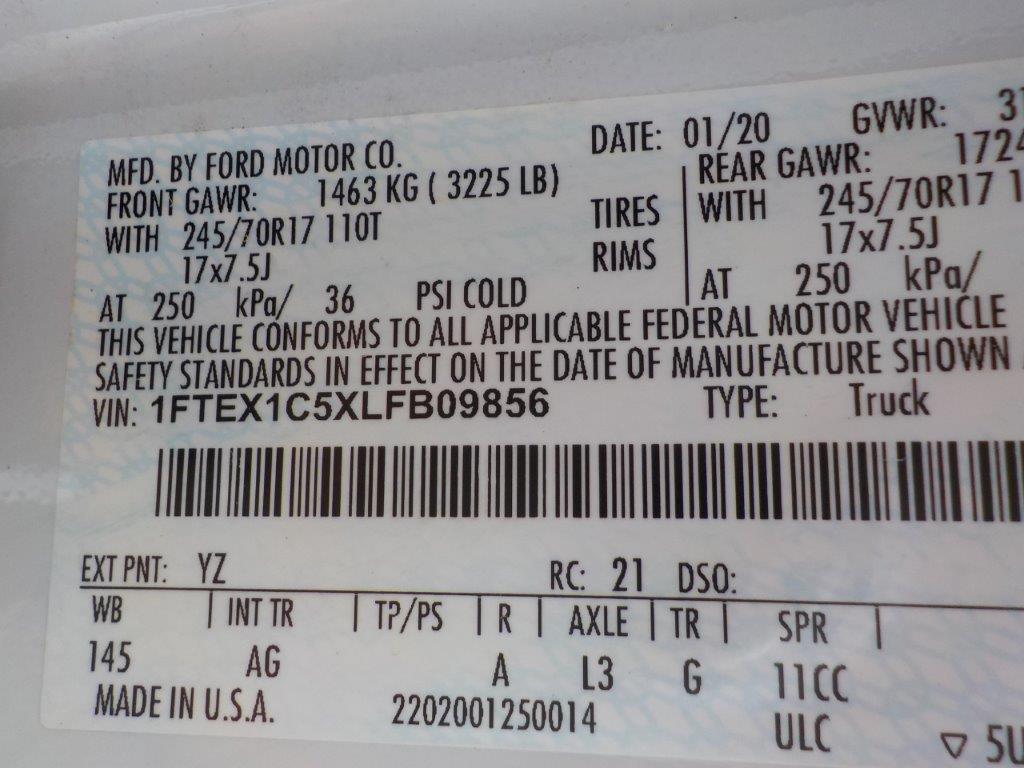 MFD. BY FORD MOTOR CO. DATE: 01/20 GVWR:
FRONT GAWR: 1463 KG ( 3225 LB) REAR GAWR: 1724
WITH 245/70R17 110T TIRES WITH 245/70R17
17x7.5J RIMS 17x7.5J
AT 250 kPa/ 36 PSI COLD AT 250 kPa/
THIS VEHICLE CONFORMS TO ALL APPLICABLE FEDERAL MOTOR VEHICLE
SAFETY STANDARDS IN EFFECT ON THE DATE OF MANUFACTURE SHOWN
VIN: 1FTEX1C5XLFB09856 TYPE: Truck
EXT PNT: YZ RC: 21 DSO:
WB INT TR TP/PS R AXLE TR SPR
145 AG A L3 G 11CC
MADE IN U.S.A. 2202001250014 ULC ▽ 5U